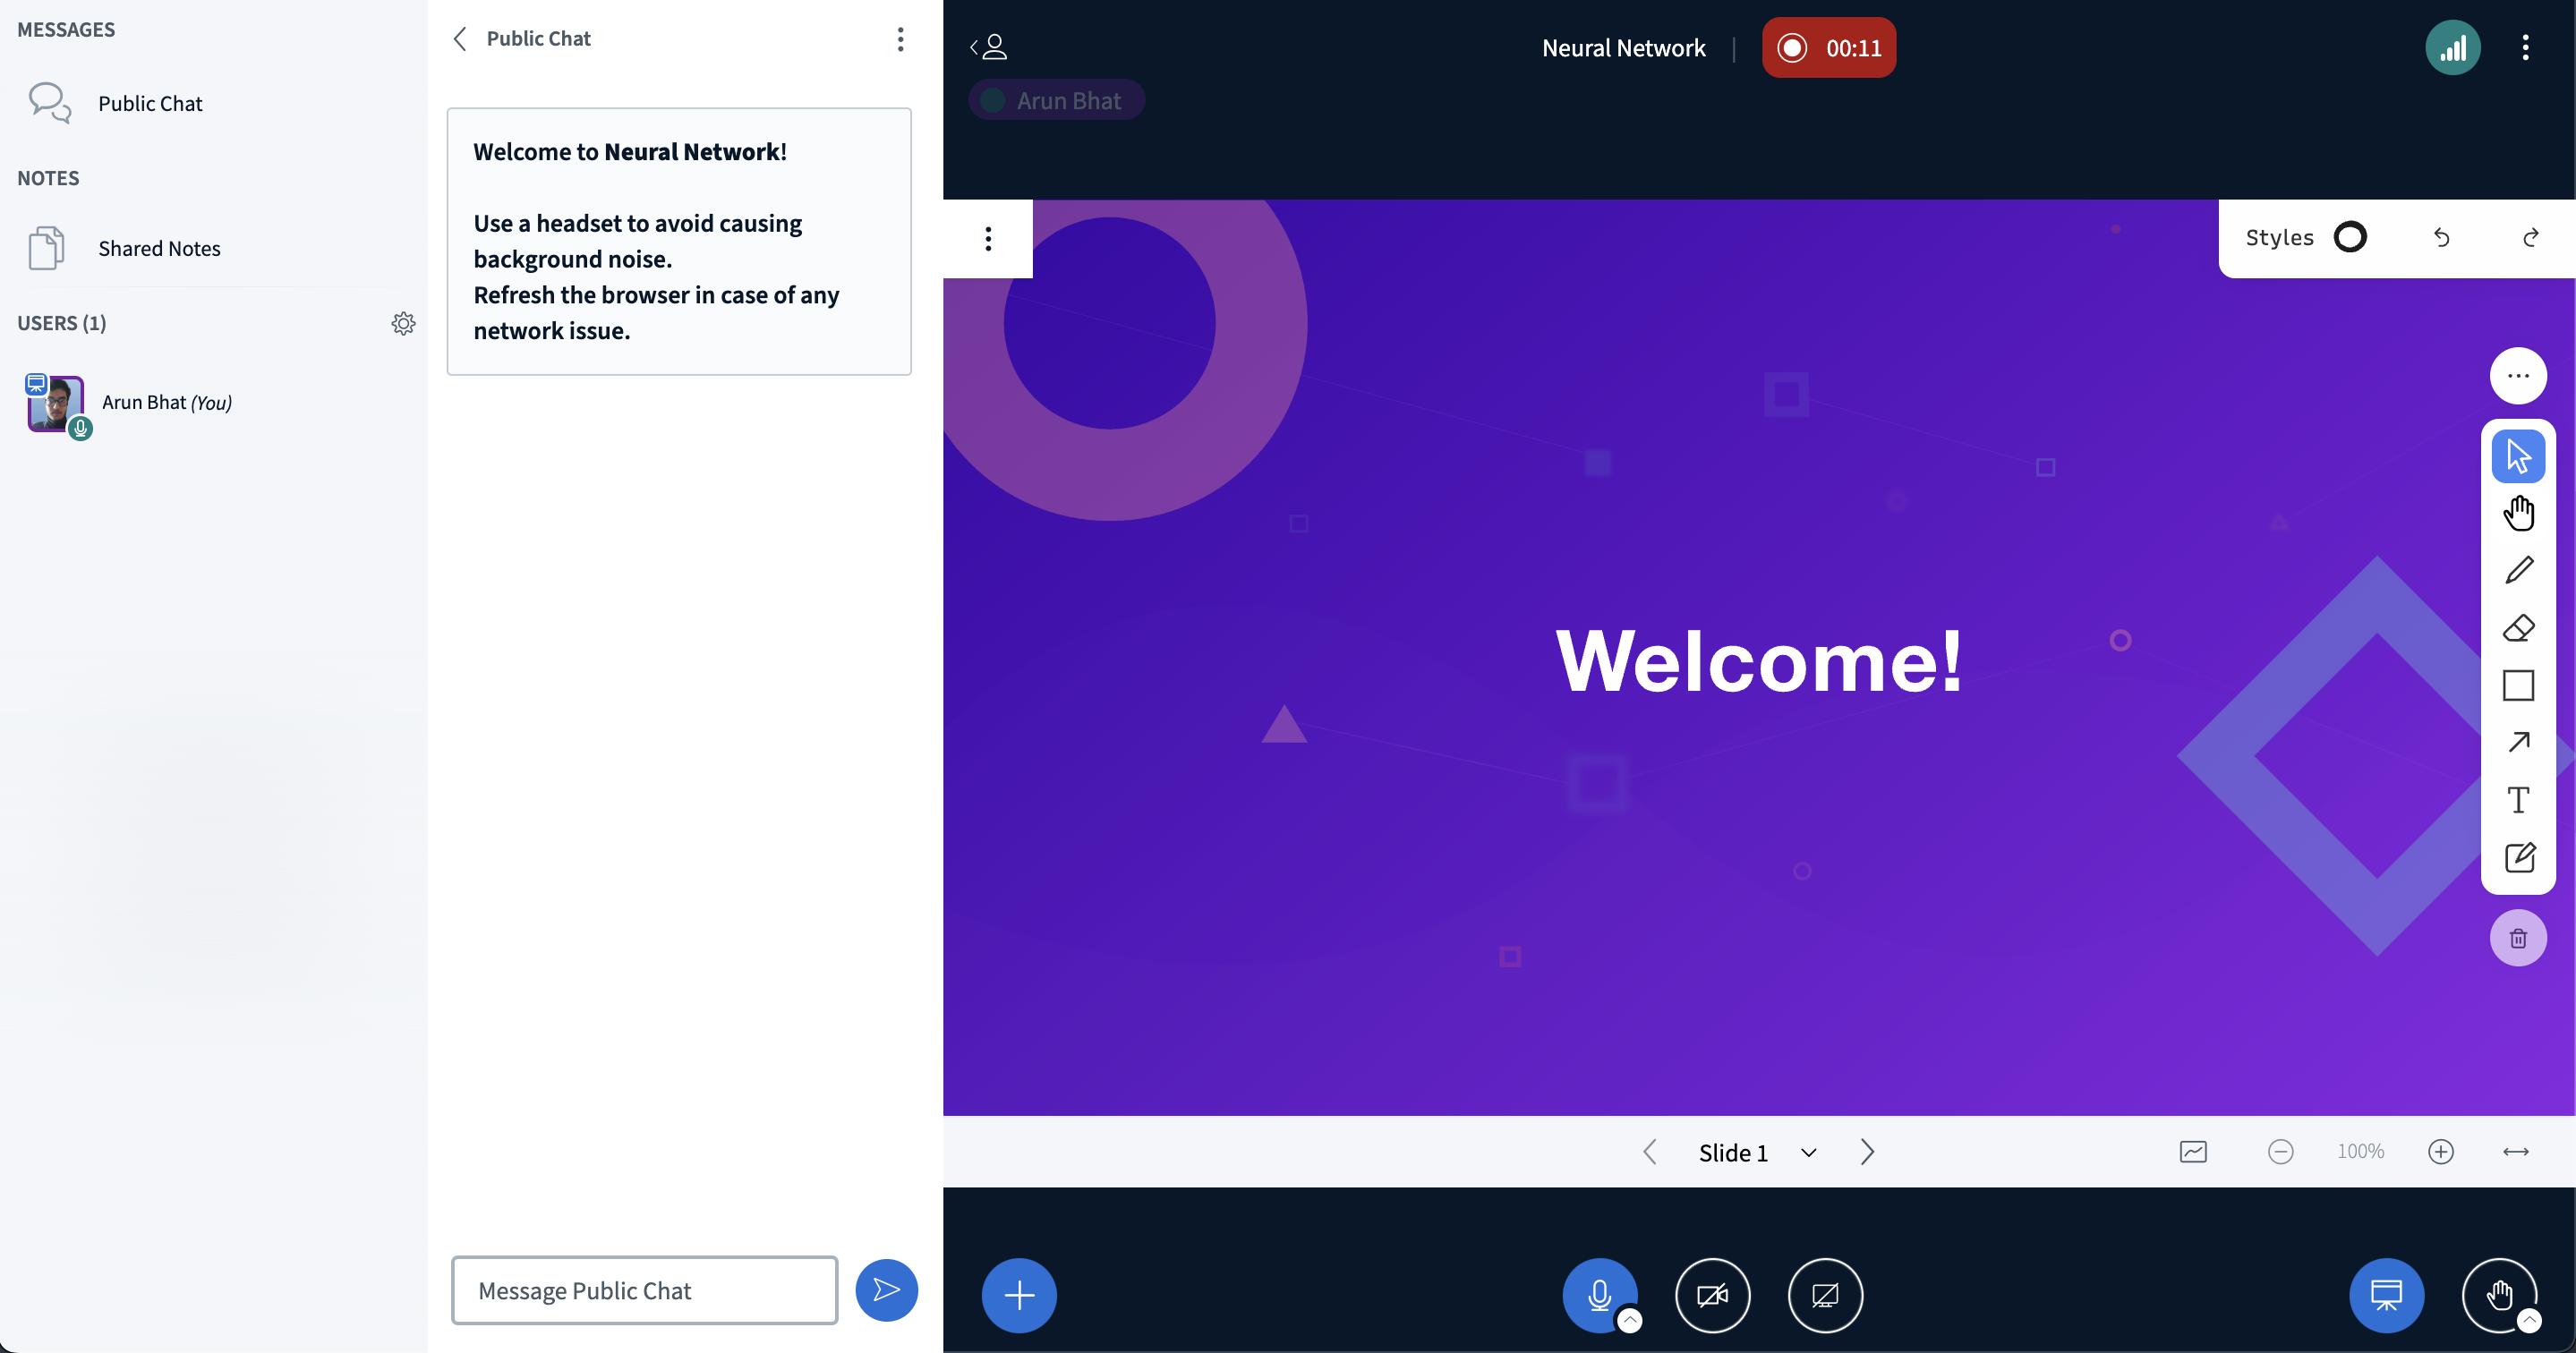 MESSAGES
Public Chat
NOTES
Shared Notes
USERS (1)
Arun Bhat (You)
Public Chat
Welcome to Neural Network!
Use a headset to avoid causing
background noise.
Refresh the browser in case of any
network issue.
Message Public Chat
Neural Network
00:11
Arun Bhat
Styles
Welcome!
Slide 1
100%